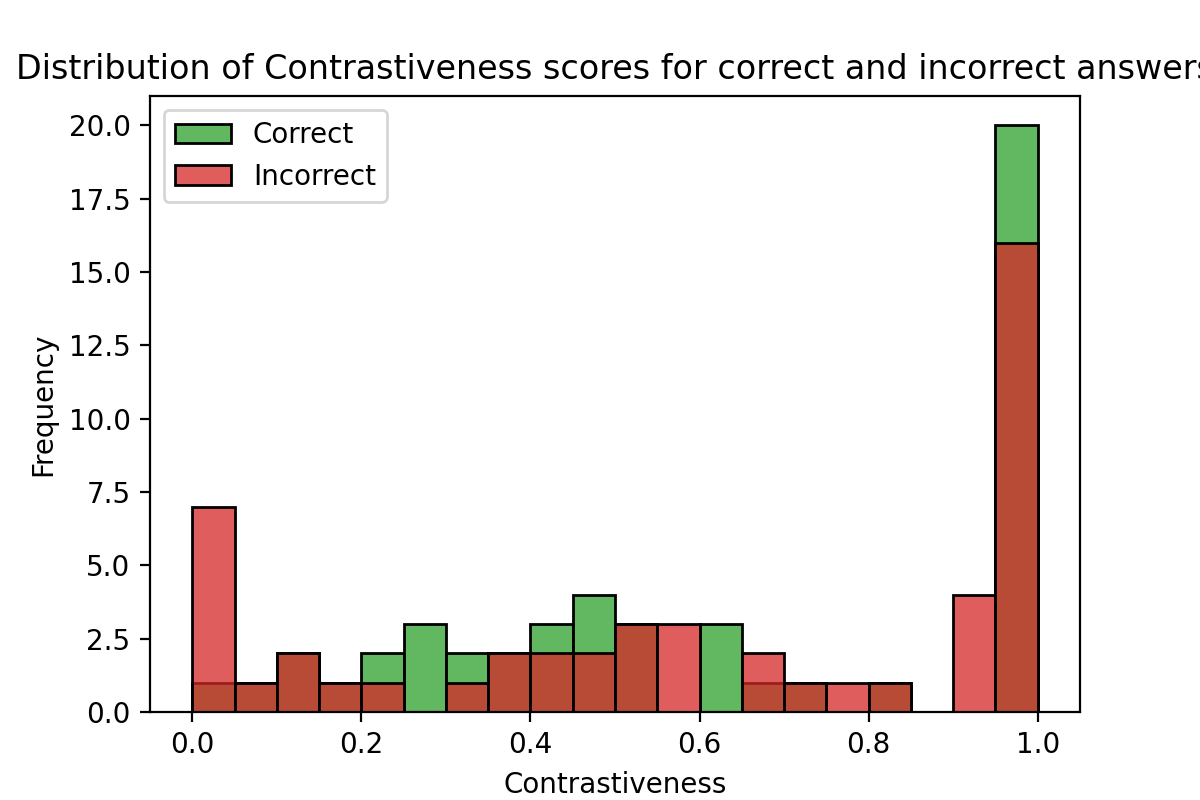 Distribution of Contrastiveness scores for correct and incorrect answers
Correct
Incorrect
20.0
17.5
15.0
12.5
10.0
7.5
5.0
2.5
0.0
Frequency
0.0 0.2 0.4 0.6 0.8 1.0
Contrastiveness